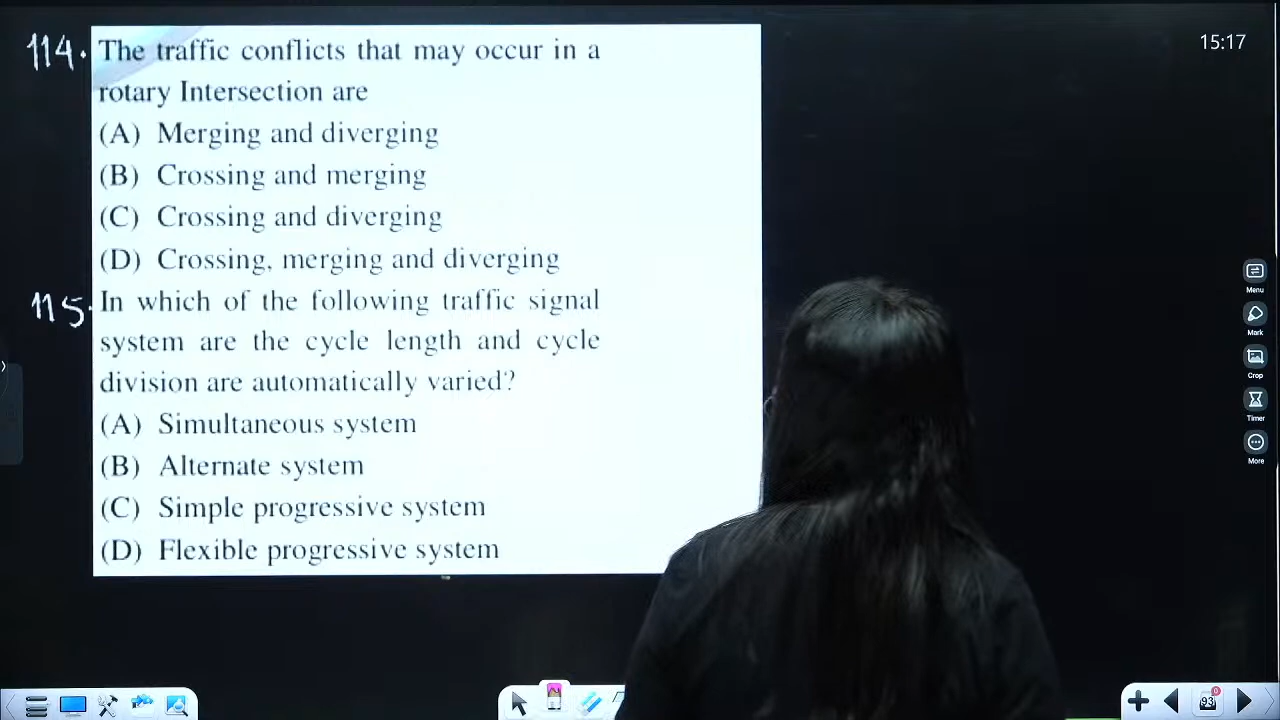 15:17
114. The traffic conflicts that may occur in a
rotary Intersection are
(A) Merging and diverging
(B) Crossing and merging
(C) Crossing and diverging
(D) Crossing, merging and diverging
115. In which of the following traffic signal
system are the cycle length and cycle
division are automatically varied?
(A) Simultaneous system
(B) Alternate system
(C) Simple progressive system
(D) Flexible progressive system
Menu
Mark
Crop
Timer
More
93
0